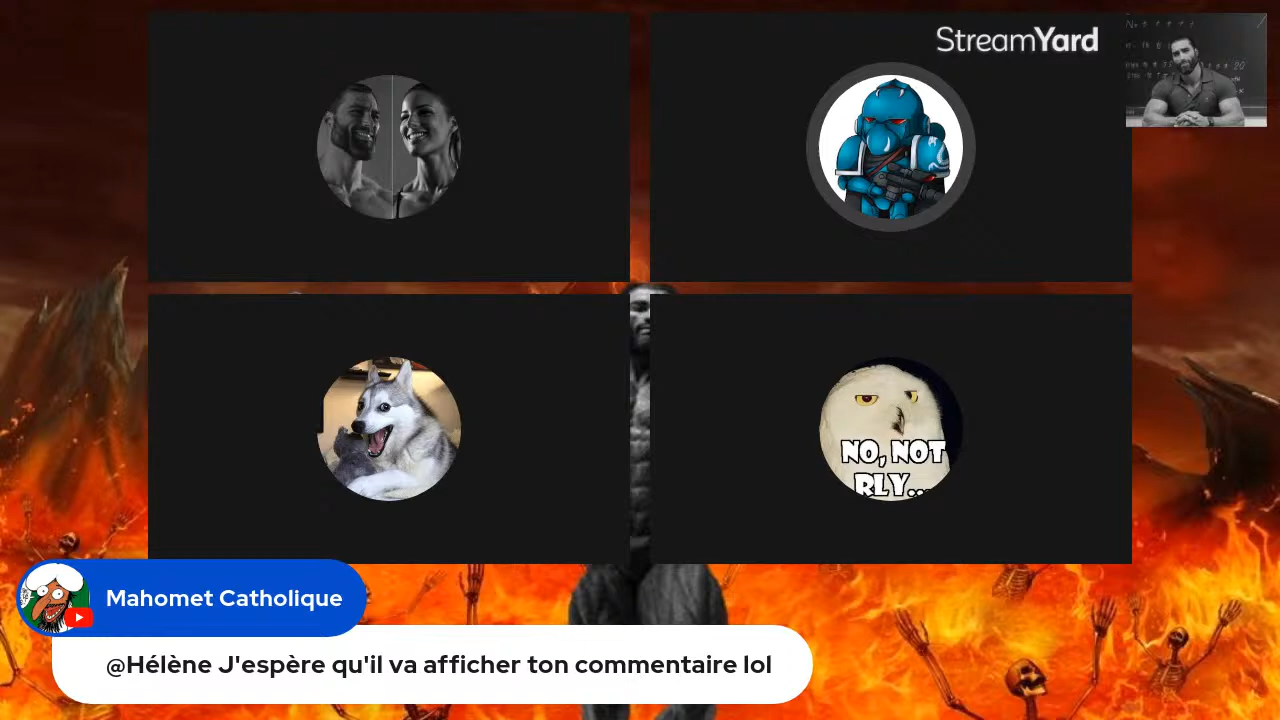 StreamYard
NO, NOT
RLY...
Mahomet Catholique
@Hélène J'espère qu'il va afficher ton commentaire lol